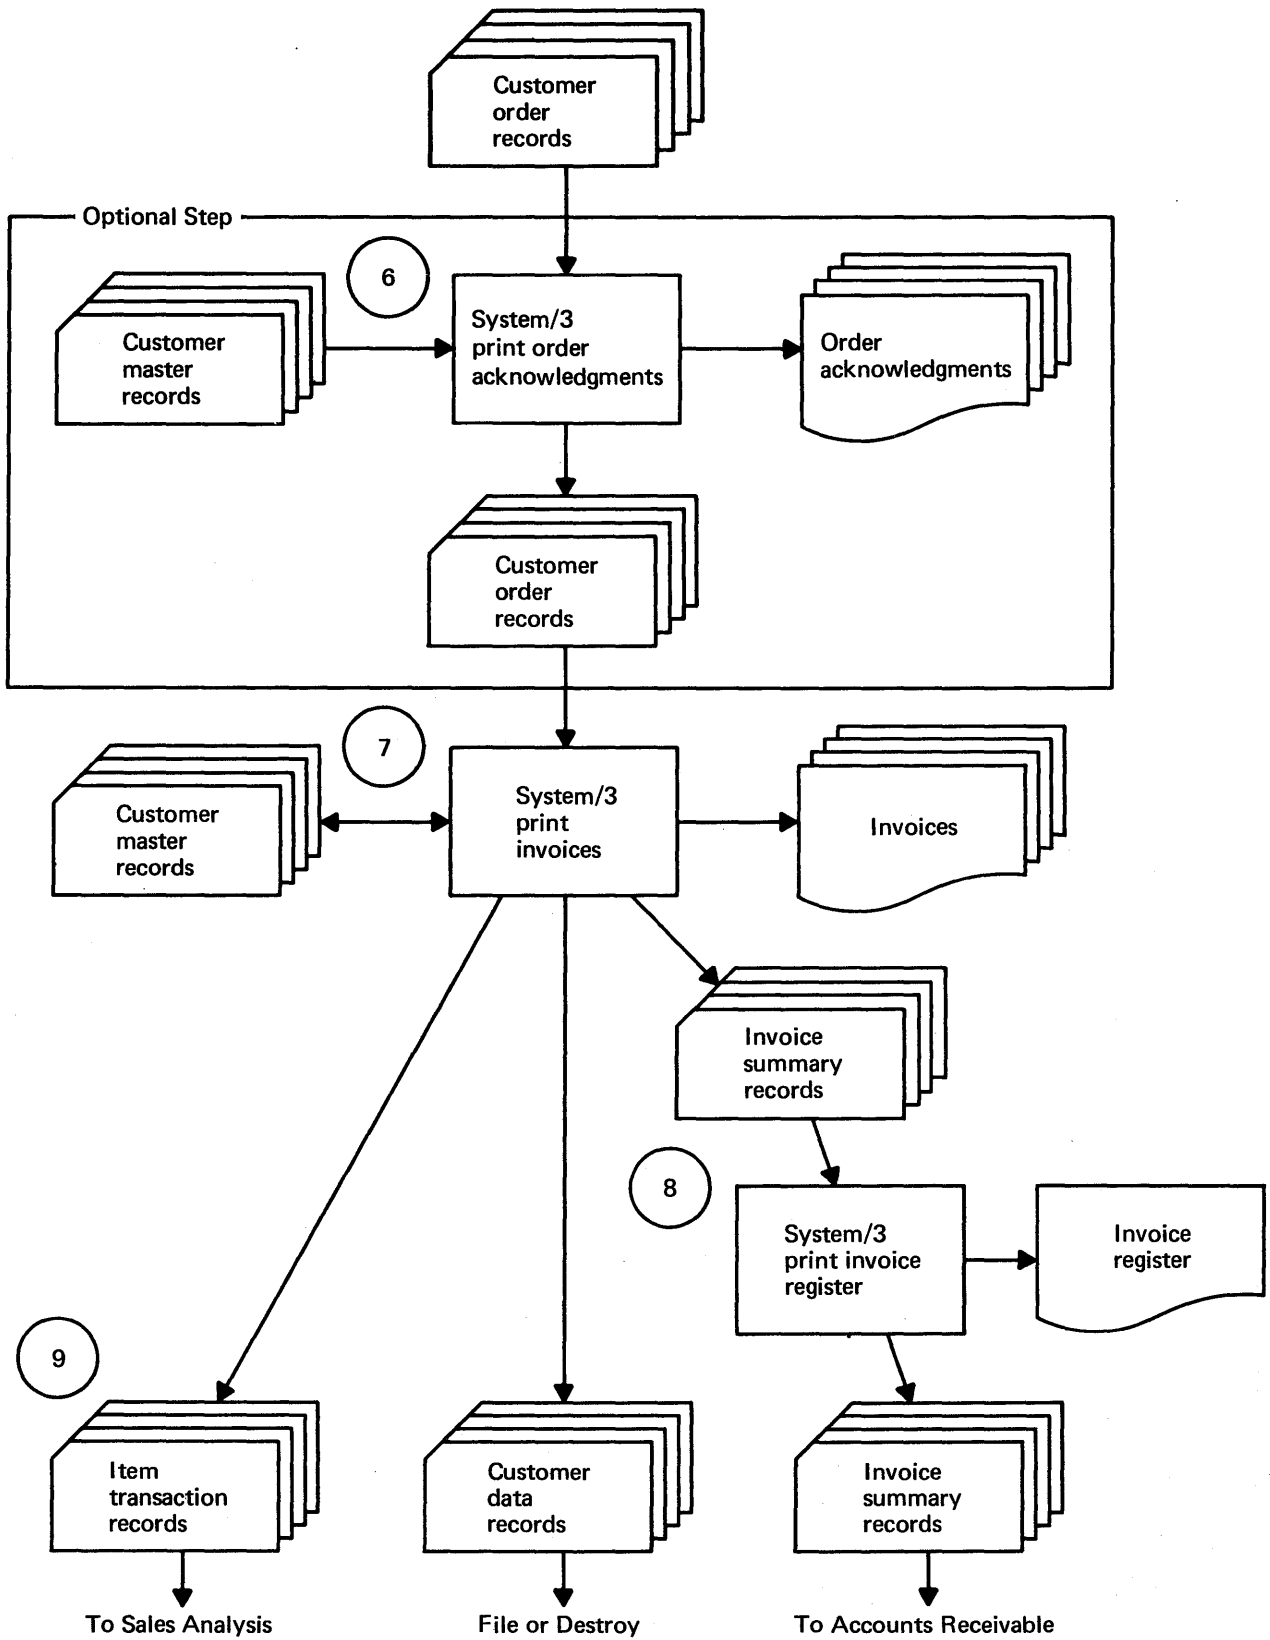 Customer
order
records
Optional Step
6
Customer
master
records
System/3
print order
acknowledgments
Order
acknowledgments
Customer
order
records
7
Customer
master
records
System/3
print
invoices
Invoices
Invoice
summary
records
8
System/3
print invoice
register
Invoice
register
9
Item
transaction
records
Customer
data
records
Invoice
summary
records
To Sales Analysis
File or Destroy
To Accounts Receivable